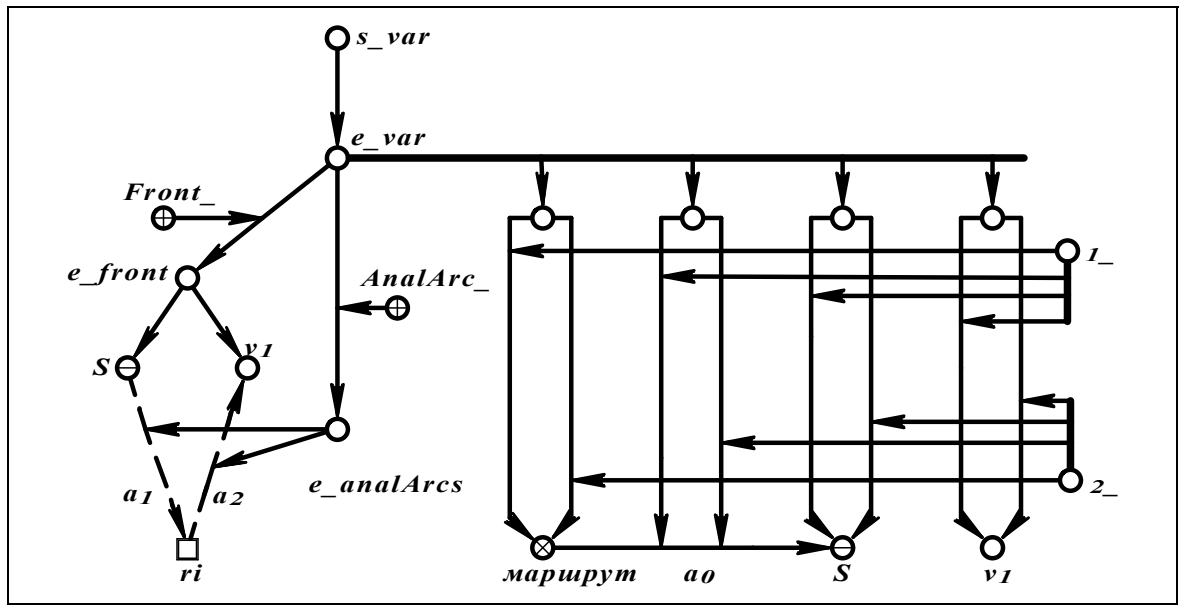 s_var
e_var
Front_
e_front
AnalArc_
1_
S
v1
a1
a2
e_analArcs
2_
ri
маршрут
a0
S
v1